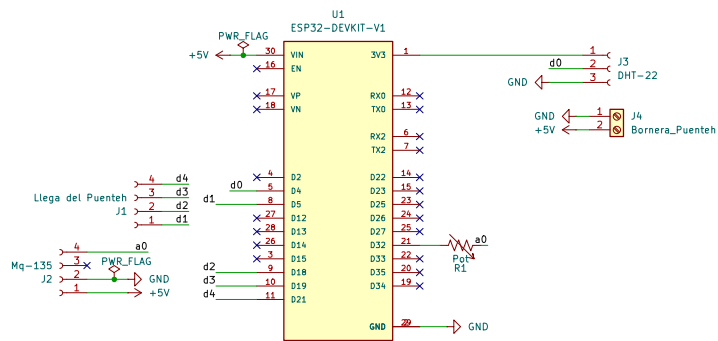 U1
ESP32-DEVKIT-V1
PWR_FLAG
+5V
30 VIN
16 EN
17 VP
18 VN
4 D2
d0 5 D4
d1 8 D5
27 D12
28 D13
26 D14
3 D15
d2 9 D18
d3 10 D19
d4 11 D21
3V3 1
RX0 12
TX0 13
RX2 6
TX2 7
D22 14
D23 15
D25 23
D26 24
D27 25
D32 21
D33 22
D35 20
D34 19
GND
GND
Pot
R1
a0
1
d0 2
GND 3
J3
DHT-22
GND 1
+5V 2
J4
Bornera_Puenteh
4 d4
3 d3
2 d2
1 d1
Llega del Puenteh
J1
4 a0
3
2
1
Mq-135
J2
PWR_FLAG
GND
+5V